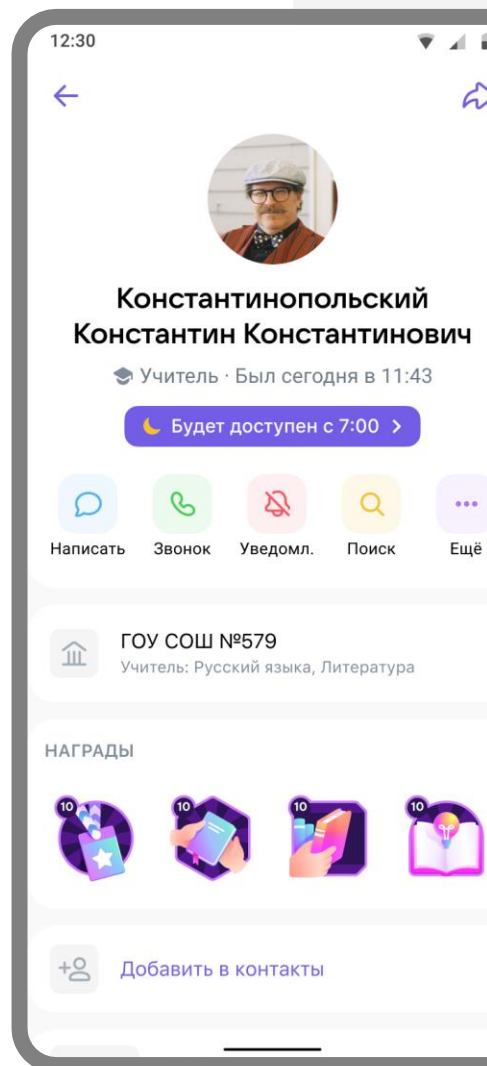 12:30
Константинопольский
Константин Константинович
Учитель · Был сегодня в 11:43
Будет доступен с 7:00
Написать Звонок Уведомл. Поиск Ещё
ГОУ СОШ №579
Учитель: Русский языка, Литература
НАГРАДЫ
10 10 10 10
Добавить в контакты